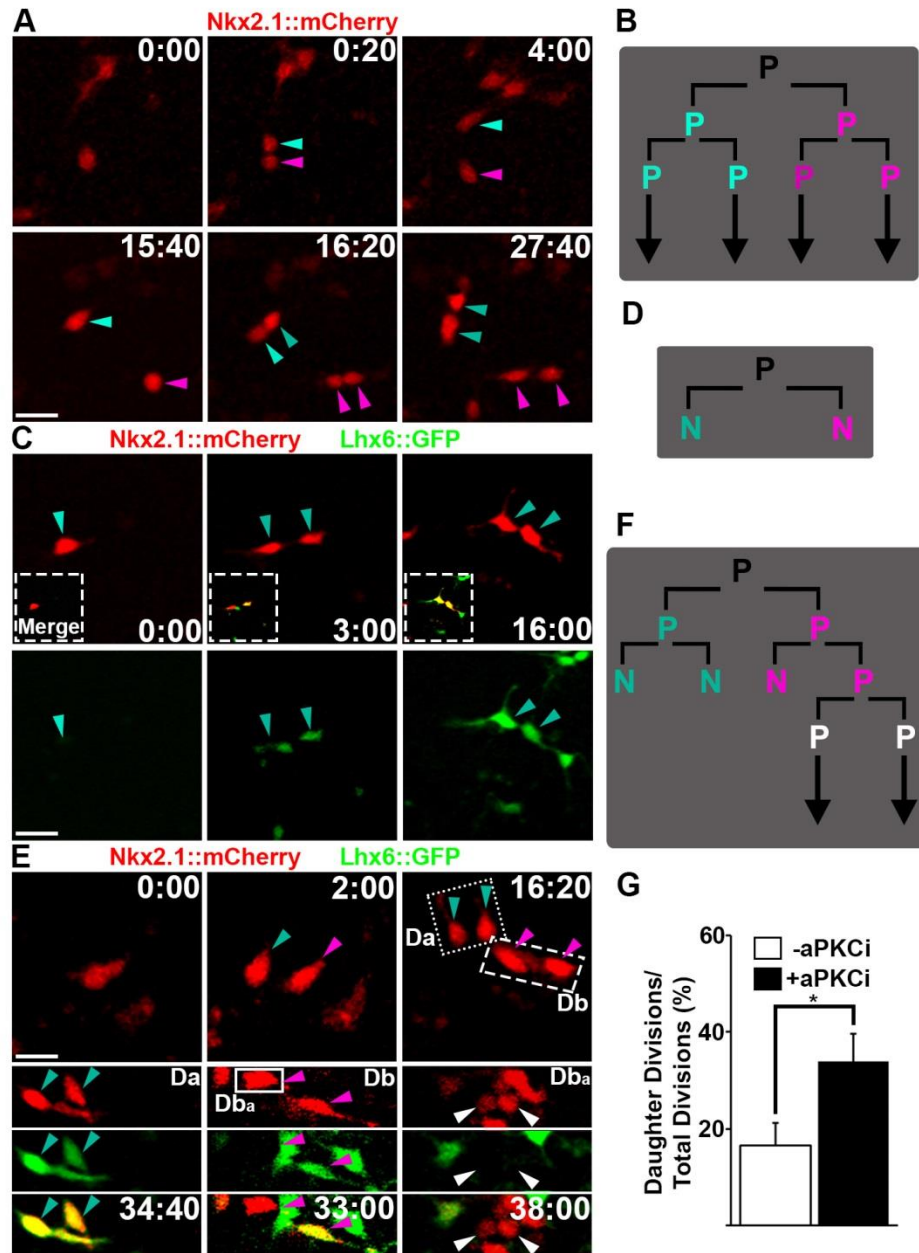 A
Nkx2.1::mCherry
0:00
0:20
4:00
15:40
16:20
27:40
B
P
P P
P P P P
C
Nkx2.1::mCherry Lhx6::GFP
Merge
0:00
3:00
16:00
D
P
N N
E
Nkx2.1::mCherry Lhx6::GFP
0:00
2:00
16:20
Da
Db
Da
Db
Dba
Dba
34:40
33:00
38:00
F
P
P P
N N N P
P P
G
Daughter Divisions/
Total Divisions (%)
60
40
20
-aPKCi
+aPKCi
*